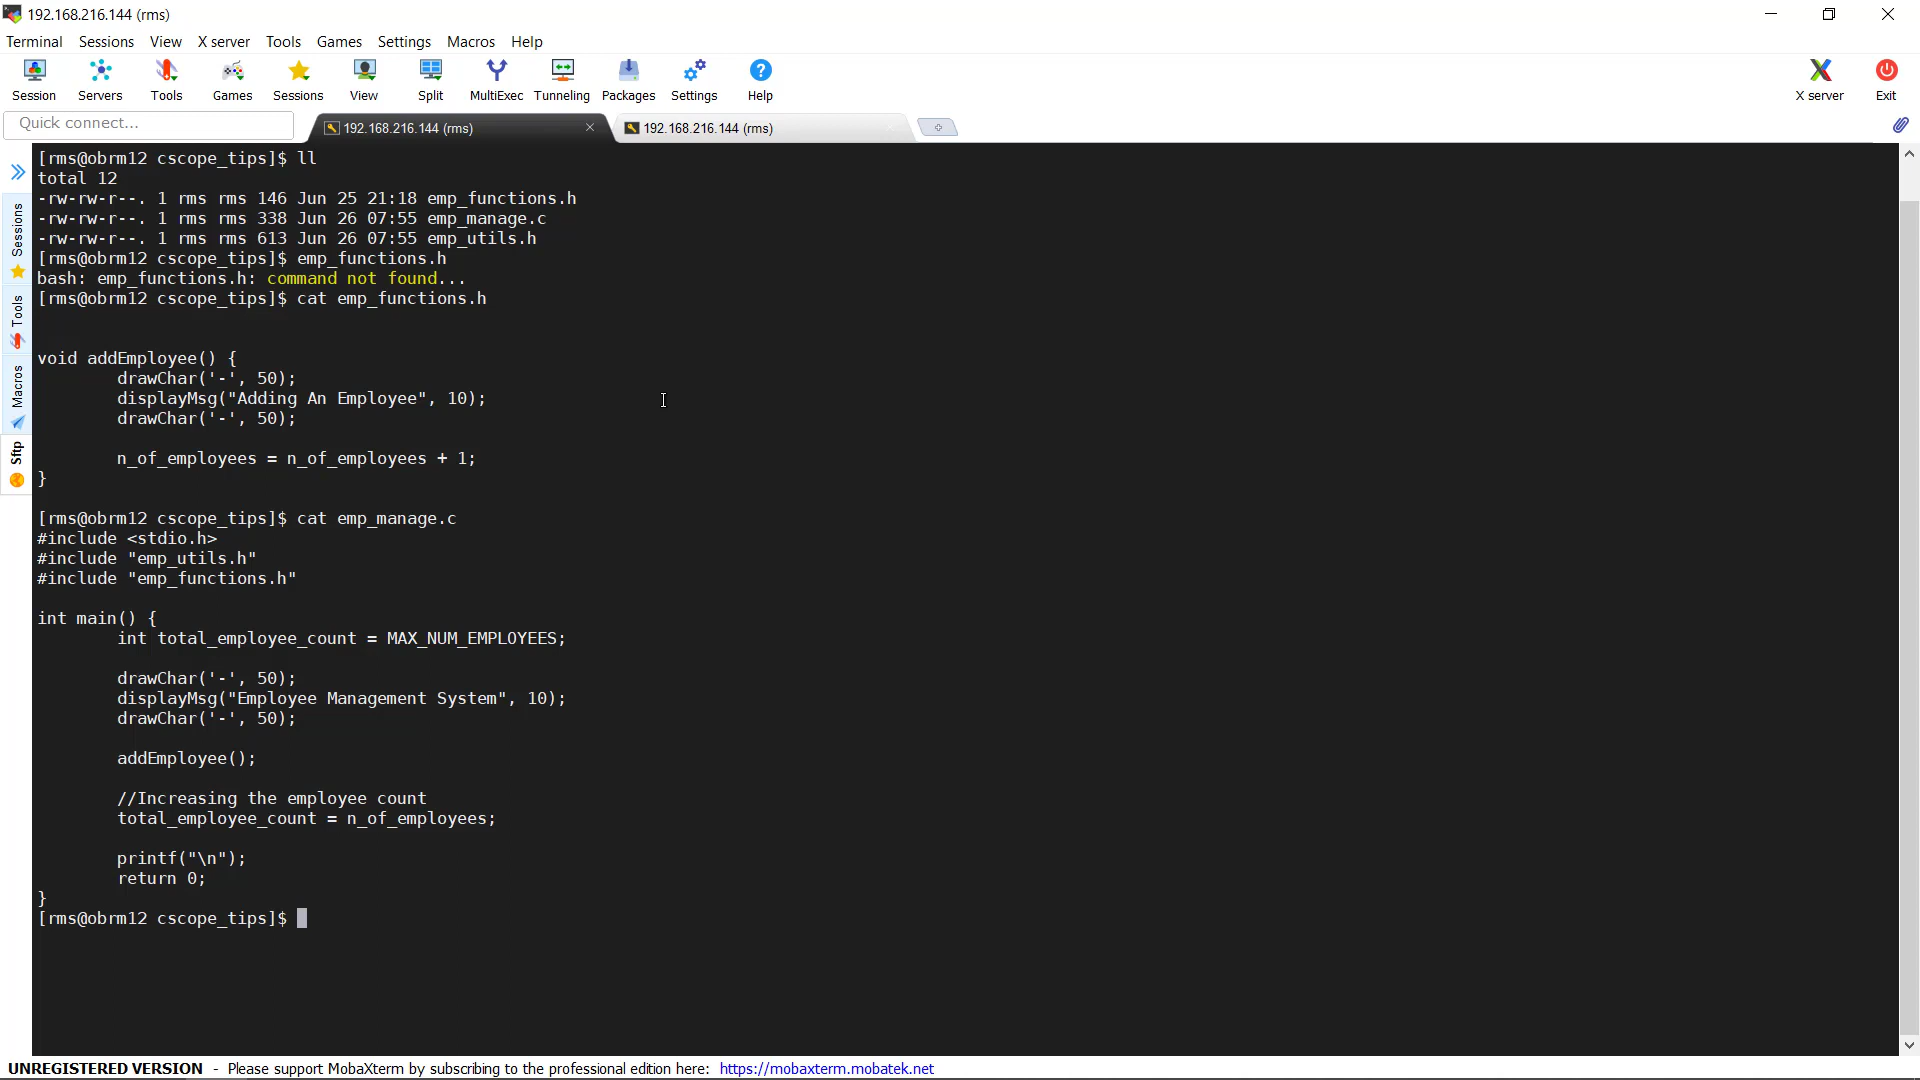 192.168.216.144 (rms)
Terminal Sessions View X server Tools Games Settings Macros Help
Session Servers Tools Games Sessions View Split MultiExec Tunneling Packages Settings Help X server Exit
Quick connect...
192.168.216.144 (rms)
192.168.216.144 (rms)
Sessions
Tools
Macros
Sftp
[rms@obrm12 cscope_tips]$ ll
total 12
-rw-rw-r--. 1 rms rms 146 Jun 25 21:18 emp_functions.h
-rw-rw-r--. 1 rms rms 338 Jun 26 07:55 emp_manage.c
-rw-rw-r--. 1 rms rms 613 Jun 26 07:55 emp_utils.h
[rms@obrm12 cscope_tips]$ emp_functions.h
bash: emp_functions.h: command not found...
[rms@obrm12 cscope_tips]$ cat emp_functions.h
void addEmployee() {
drawChar('-', 50);
displayMsg("Adding An Employee", 10);
drawChar('-', 50);
n_of_employees = n_of_employees + 1;
}
[rms@obrm12 cscope_tips]$ cat emp_manage.c
#include <stdio.h>
#include "emp_utils.h"
#include "emp_functions.h"
int main() {
int total_employee_count = MAX_NUM_EMPLOYEES;
drawChar('-', 50);
displayMsg("Employee Management System", 10);
drawChar('-', 50);
addEmployee();
//Increasing the employee count
total_employee_count = n_of_employees;
printf("\n");
return 0;
}
[rms@obrm12 cscope_tips]$
UNREGISTERED VERSION - Please support MobaXterm by subscribing to the professional edition here: https://mobaxterm.mobatek.net